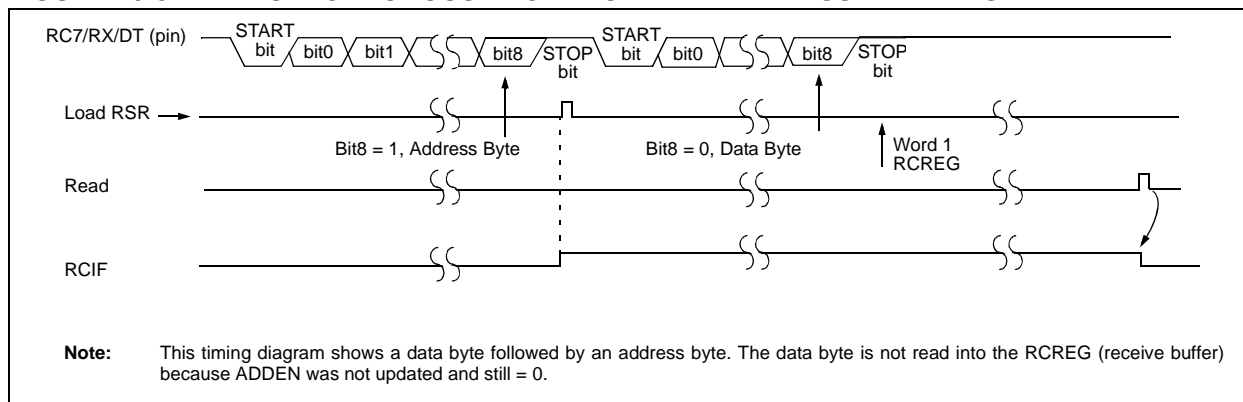 RC7/RX/DT (pin)
START bit
bit0
bit1
bit8
STOP bit
START bit
bit0
bit8
STOP bit
Load RSR
Bit8 = 1, Address Byte
Bit8 = 0, Data Byte
Word 1
RCREG
Read
RCIF
Note: This timing diagram shows a data byte followed by an address byte. The data byte is not read into the RCREG (receive buffer)
because ADDEN was not updated and still = 0.